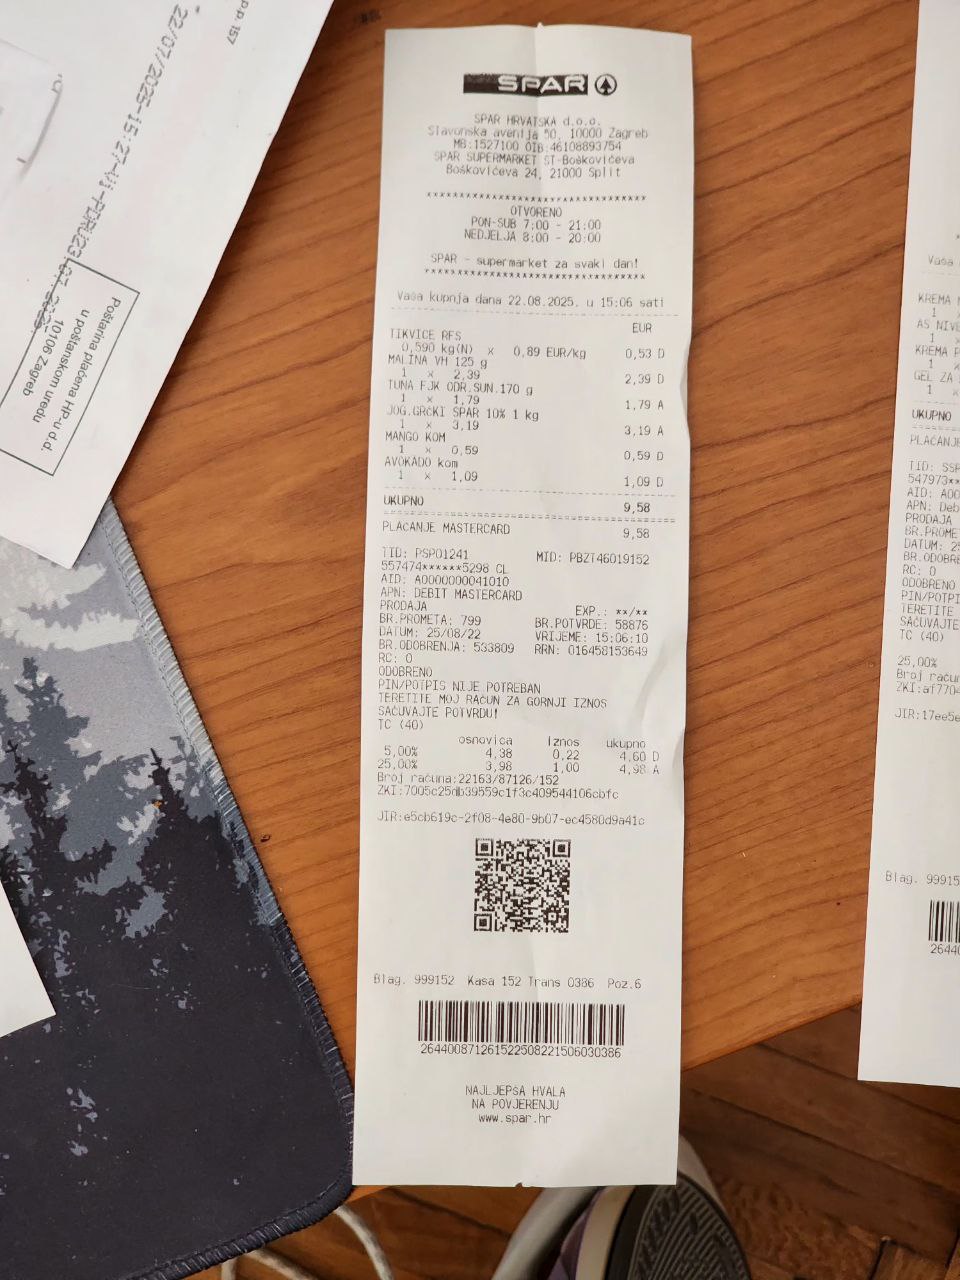 p.p. 157
22/07/2025-15:27
Poštarina plaćena HP-u d.d.
u poštanskom uredu
10106 Zagreb
SPAR
SPAR HRVATSKA d.o.o.
Slavonska avenija 50, 10000 Zagreb
MB:1527100 OIB:46108893754
SPAR SUPERMARKET ST-Boškovićeva
Boškovićeva 24, 21000 Split
***********************************
OTVORENO
PON-SUB 7:00 - 21:00
NEDJELJA 8:00 - 20:00
SPAR - supermarket za svaki dan!
***********************************
Vaša kupnja dana 22.08.2025. u 15:06 sati
EUR
TIKVICE RFS
0,590 kg(N) x 0,89 EUR/kg 0,53 D
MALINA VH 125 g
1 x 2,39 2,39 D
TUNA FJK ODR.SUN.170 g
1 x 1,79 1,79 A
JOG.GRČKI SPAR 10% 1 kg
1 x 3,19 3,19 A
MANGO KOM
1 x 0,59 0,59 D
AVOKADO kom
1 x 1,09 1,09 D
UKUPNO 9,58
PLAĆANJE MASTERCARD 9,58
TID: PSP01241 MID: PBZT46019152
557474******5298 CL
AID: A0000000041010
APN: DEBIT MASTERCARD
PRODAJA EXP.: **/**
BR.PROMETA: 799 BR.POTVRDE: 58876
DATUM: 25/08/22 VRIJEME: 15:06:10
BR.ODOBRENJA: 533809 RRN: 016458153649
RC: 0
ODOBRENO
PIN/POTPIS NIJE POTREBAN
TERETITE MOJ RAČUN ZA GORNJI IZNOS
SAČUVAJTE POTVRDU!
TC (40)
osnovica Iznos ukupno
5,00% 4,38 0,22 4,60 D
25,00% 3,98 1,00 4,98 A
Broj računa:22163/87126/152
ZKI:7005c25db39559c1f3c409544106cbfc
JIR:e5cb619c-2f08-4e80-9b07-ec4580d9a41c
Blag. 999152 Kasa 152 Trans 0386 Poz.6
264400871261522508221506030386
NAJLJEPŠA HVALA
NA POVJERENJU
www.spar.hr
Vaša
KREMA
1 x
AS NIVE
1 x
KREMA
1 x
GEL ZA
1 x
UKUPNO
PLAĆANJE
TID: SSP
547973**
AID: A00
APN: Deb
PRODAJA
BR.PROMET
DATUM: 25
BR.ODOBRE
RC: 0
ODOBRENO
PIN/POTPI
TERETITE
SAČUVAJTE
TC (40)
25,00%
Broj račun
ZKI:af7704
JIR:17ee5e
Blag. 99915
2644